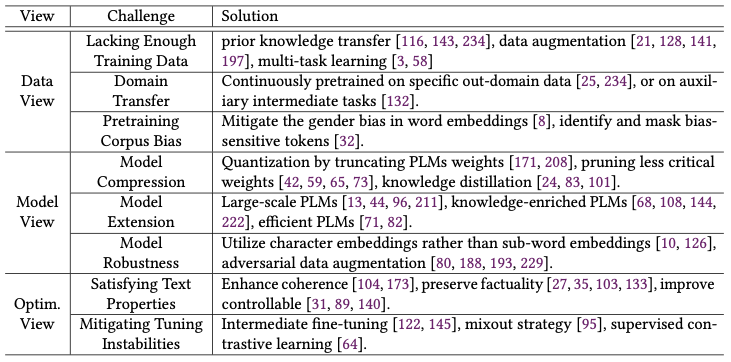 View Challenge Solution
Lacking Enough prior knowledge transfer [116, 143, 234], data augmentation [21, 128, 141,
Training Data 197], multi-task learning [3, 58]
Data Domain Continuously pretrained on specific out-domain data [25, 234], or on auxil-
View Transfer iary intermediate tasks [132].
Pretraining Mitigate the gender bias in word embeddings [8], identify and mask bias-
Corpus Bias sensitive tokens [32].
Model Quantization by truncating PLMs weights [171, 208], pruning less critical
Compression weights [42, 59, 65, 73], knowledge distillation [24, 83, 101].
Model Model Large-scale PLMs [13, 44, 96, 211], knowledge-enriched PLMs [68, 108, 144,
View Extension 222], efficient PLMs [71, 82].
Model Utilize character embeddings rather than sub-word embeddings [10, 126],
Robustness adversarial data augmentation [80, 188, 193, 229].
Satisfying Text Enhance coherence [104, 173], preserve factuality [27, 35, 103, 133], improve
Optim. Properties controllable [31, 89, 140].
View Mitigating Tuning Intermediate fine-tuning [122, 145], mixout strategy [95], supervised con-
Instabilities trastive learning [64].